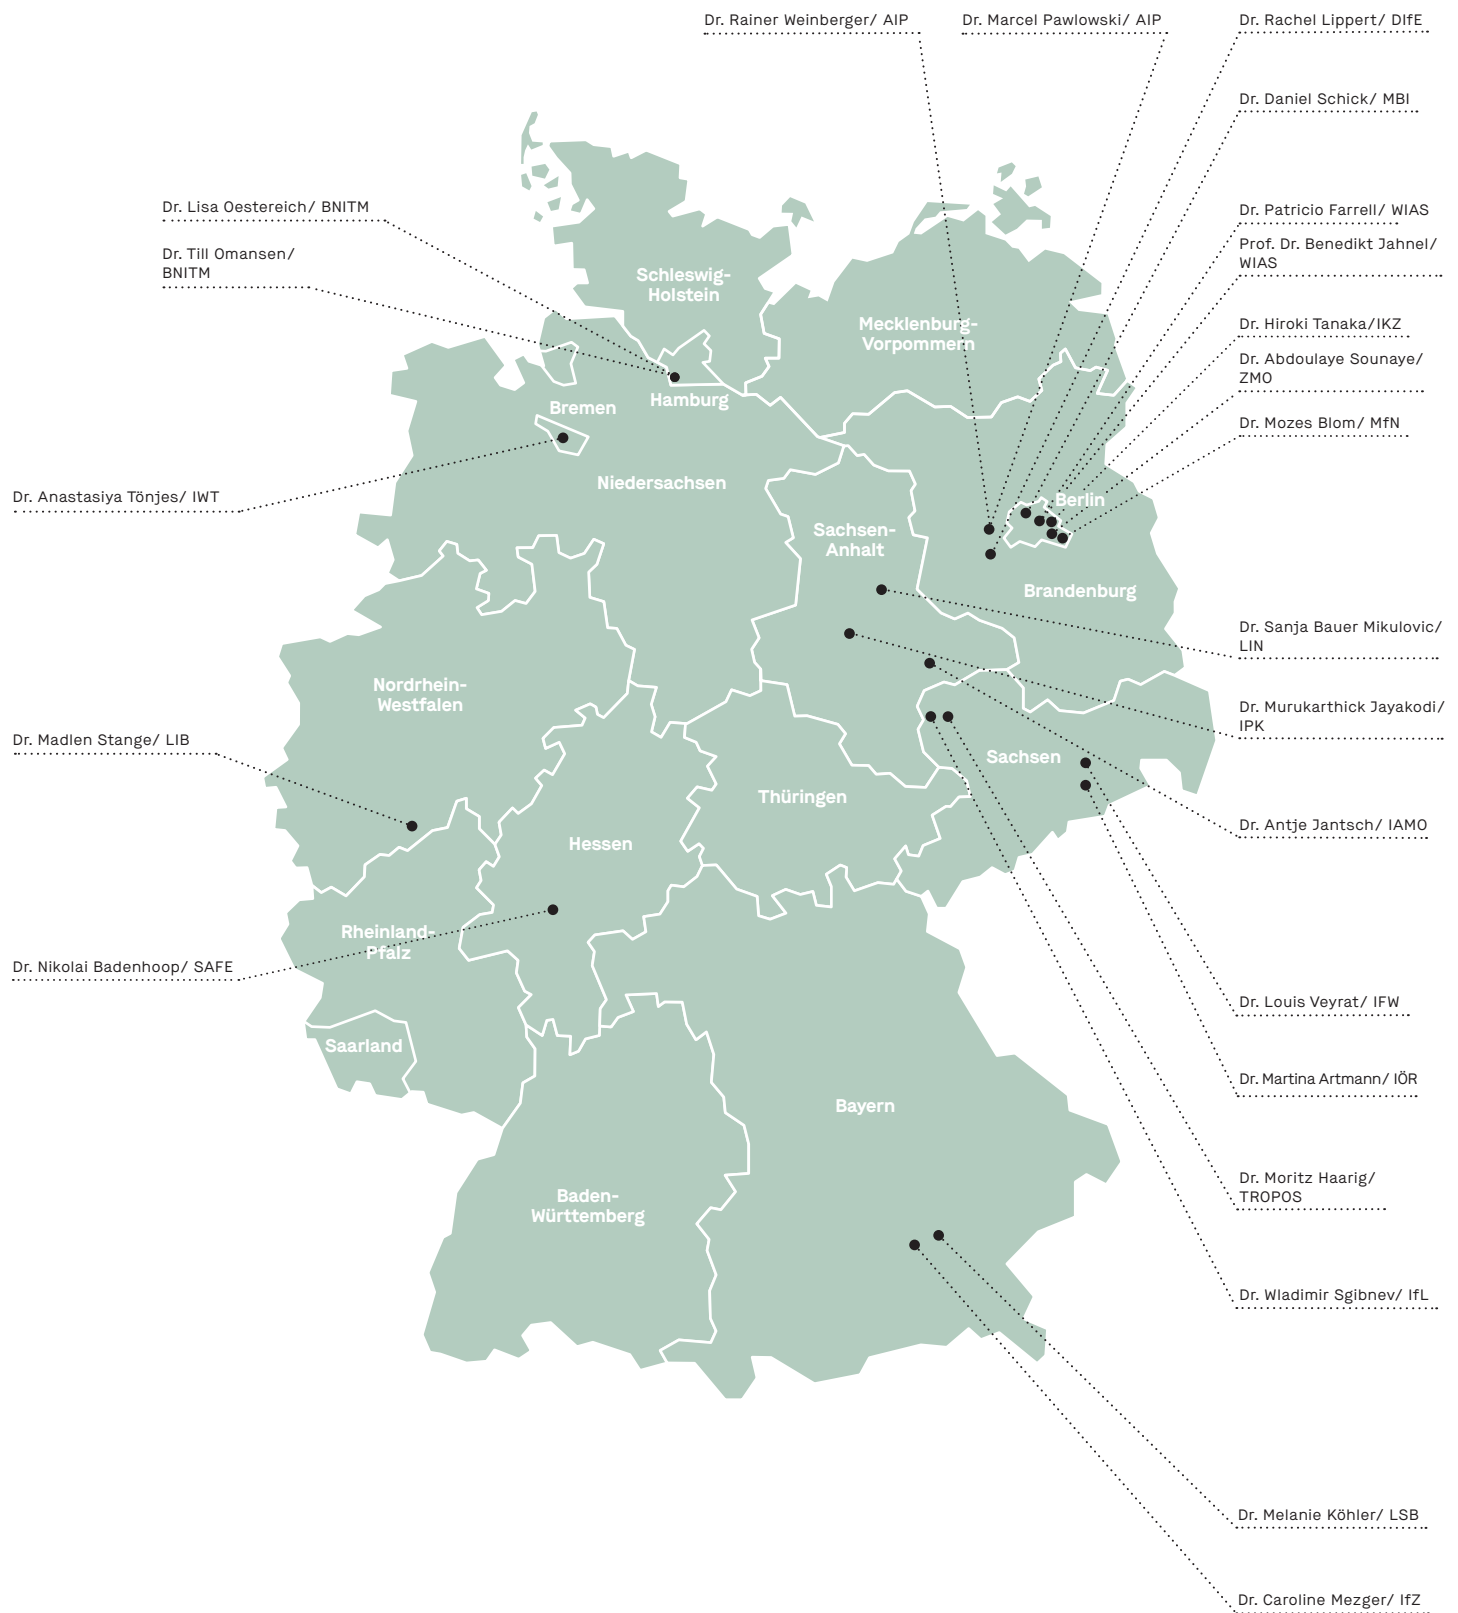 Dr. Rainer Weinberger/ AIP
Dr. Marcel Pawlowski/ AIP
Dr. Rachel Lippert/ DIfE
Dr. Daniel Schick/ MBI
Dr. Lisa Oestereich/ BNITM
Dr. Patricio Farrell/ WIAS
Dr. Till Omansen/
BNITM
Prof. Dr. Benedikt Jahnel/
WIAS
Schleswig-
Holstein
Mecklenburg-
Vorpommern
Dr. Hiroki Tanaka/IKZ
Dr. Abdoulaye Sounaye/
ZMO
Hamburg
Bremen
Dr. Mozes Blom/ MfN
Niedersachsen
Dr. Anastasiya Tönjes/ IWT
Berlin
Sachsen-
Anhalt
Brandenburg
Dr. Sanja Bauer Mikulovic/
LIN
Nordrhein-
Westfalen
Dr. Murukarthick Jayakodi/
IPK
Dr. Madlen Stange/ LIB
Sachsen
Thüringen
Dr. Antje Jantsch/ IAMO
Hessen
Rheinland-
Pfalz
Dr. Nikolai Badenhoop/ SAFE
Dr. Louis Veyrat/ IFW
Saarland
Dr. Martina Artmann/ IÖR
Bayern
Dr. Moritz Haarig/
TROPOS
Baden-
Württemberg
Dr. Wladimir Sgibnev/ IfL
Dr. Melanie Köhler/ LSB
Dr. Caroline Mezger/ IfZ